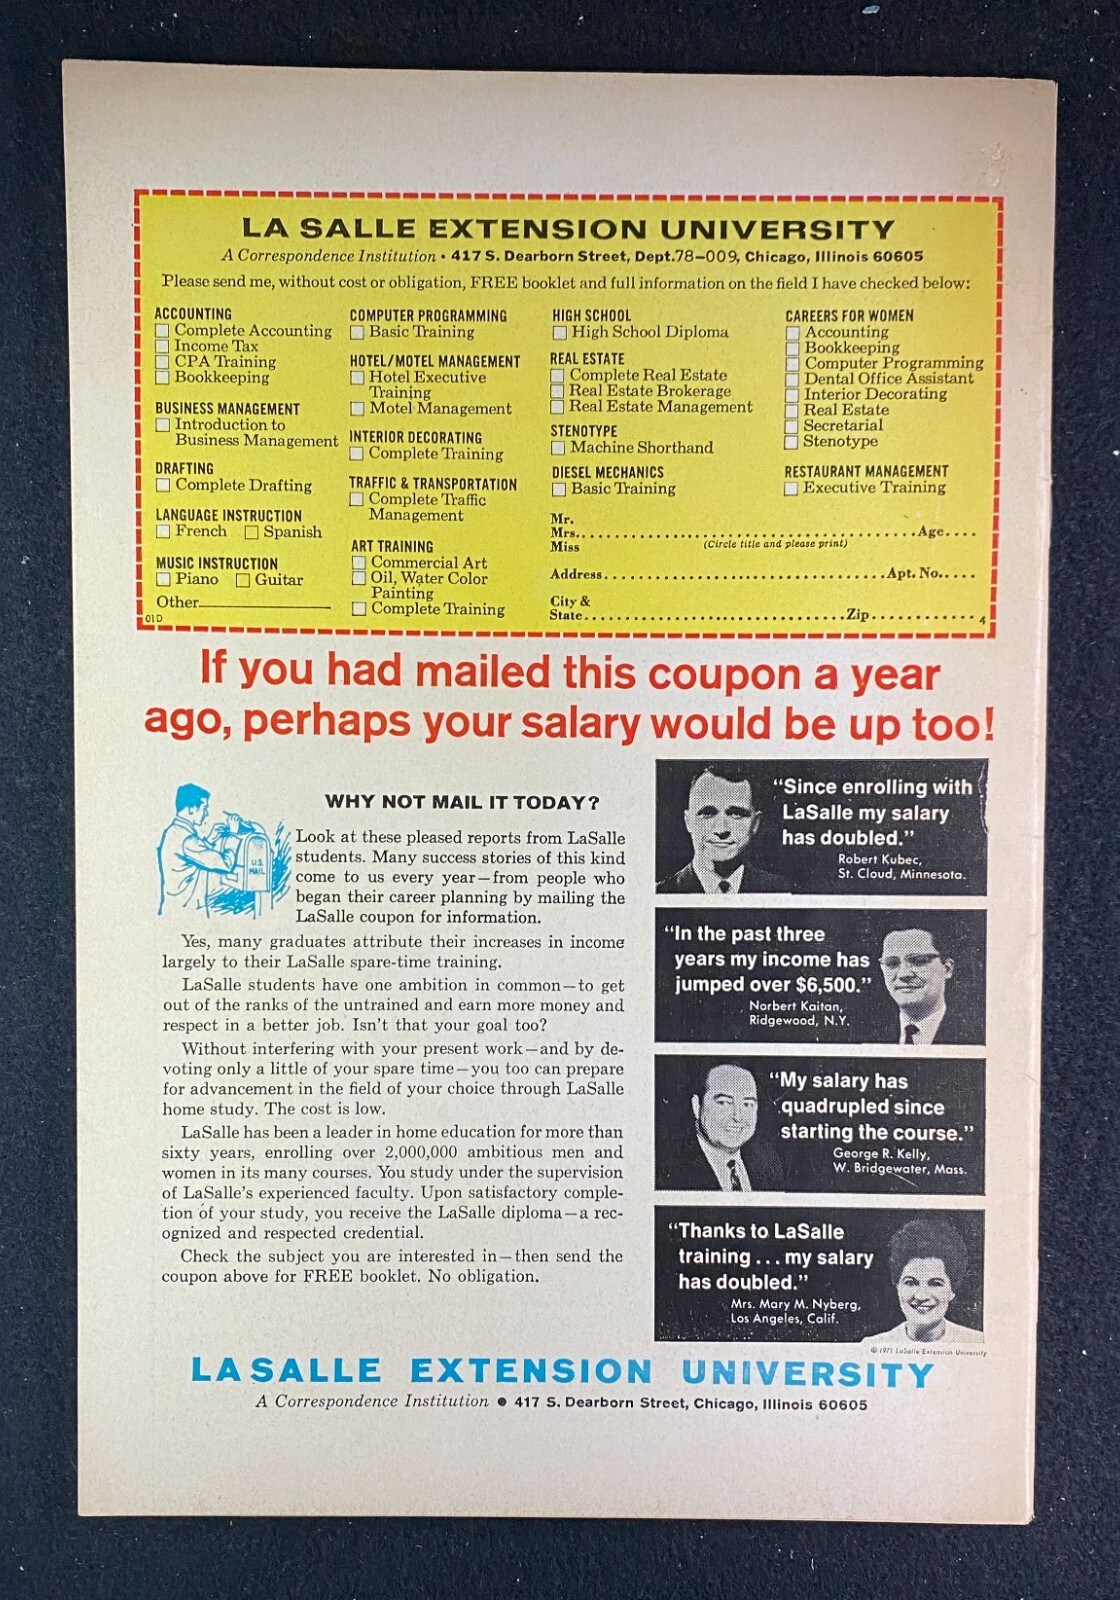 LA SALLE EXTENSION UNIVERSITY
A Correspondence Institution • 417 S. Dearborn Street, Dept.78-009, Chicago, Illinois 60605
Please send me, without cost or obligation, FREE booklet and full information on the field I have checked below:
ACCOUNTING
Complete Accounting
Income Tax
CPA Training
Bookkeeping
BUSINESS MANAGEMENT
Introduction to
Business Management
DRAFTING
Complete Drafting
LANGUAGE INSTRUCTION
French Spanish
MUSIC INSTRUCTION
Piano Guitar
Other
01D
COMPUTER PROGRAMMING
Basic Training
HOTEL/MOTEL MANAGEMENT
Hotel Executive
Training
Motel Management
INTERIOR DECORATING
Complete Training
TRAFFIC & TRANSPORTATION
Complete Traffic
Management
ART TRAINING
Commercial Art
Oil, Water Color
Painting
Complete Training
HIGH SCHOOL
High School Diploma
REAL ESTATE
Complete Real Estate
Real Estate Brokerage
Real Estate Management
STENOTYPE
Machine Shorthand
DIESEL MECHANICS
Basic Training
CAREERS FOR WOMEN
Accounting
Bookkeeping
Computer Programming
Dental Office Assistant
Interior Decorating
Real Estate
Secretarial
Stenotype
RESTAURANT MANAGEMENT
Executive Training
Mr.
Mrs. Age
Miss (Circle title and please print)
Address Apt. No.
City &
State Zip 4
If you had mailed this coupon a year
ago, perhaps your salary would be up too!
WHY NOT MAIL IT TODAY?
U.S.
MAIL
Look at these pleased reports from LaSalle
students. Many success stories of this kind
come to us every year—from people who
began their career planning by mailing the
LaSalle coupon for information.
Yes, many graduates attribute their increases in income
largely to their LaSalle spare-time training.
LaSalle students have one ambition in common—to get
out of the ranks of the untrained and earn more money and
respect in a better job. Isn't that your goal too?
Without interfering with your present work—and by de-
voting only a little of your spare time—you too can prepare
for advancement in the field of your choice through LaSalle
home study. The cost is low.
LaSalle has been a leader in home education for more than
sixty years, enrolling over 2,000,000 ambitious men and
women in its many courses. You study under the supervision
of LaSalle's experienced faculty. Upon satisfactory comple-
tion of your study, you receive the LaSalle diploma—a rec-
ognized and respected credential.
Check the subject you are interested in—then send the
coupon above for FREE booklet. No obligation.
"Since enrolling with
LaSalle my salary
has doubled."
Robert Kubec,
St. Cloud, Minnesota.
"In the past three
years my income has
jumped over $6,500."
Norbert Kaitan,
Ridgewood, N.Y.
"My salary has
quadrupled since
starting the course."
George R. Kelly,
W. Bridgewater, Mass.
"Thanks to LaSalle
training...my salary
has doubled."
Mrs. Mary M. Nyberg,
Los Angeles, Calif.
© 1971 LaSalle Extension University
LASALLE EXTENSION UNIVERSITY
A Correspondence Institution • 417 S. Dearborn Street, Chicago, Illinois 60605